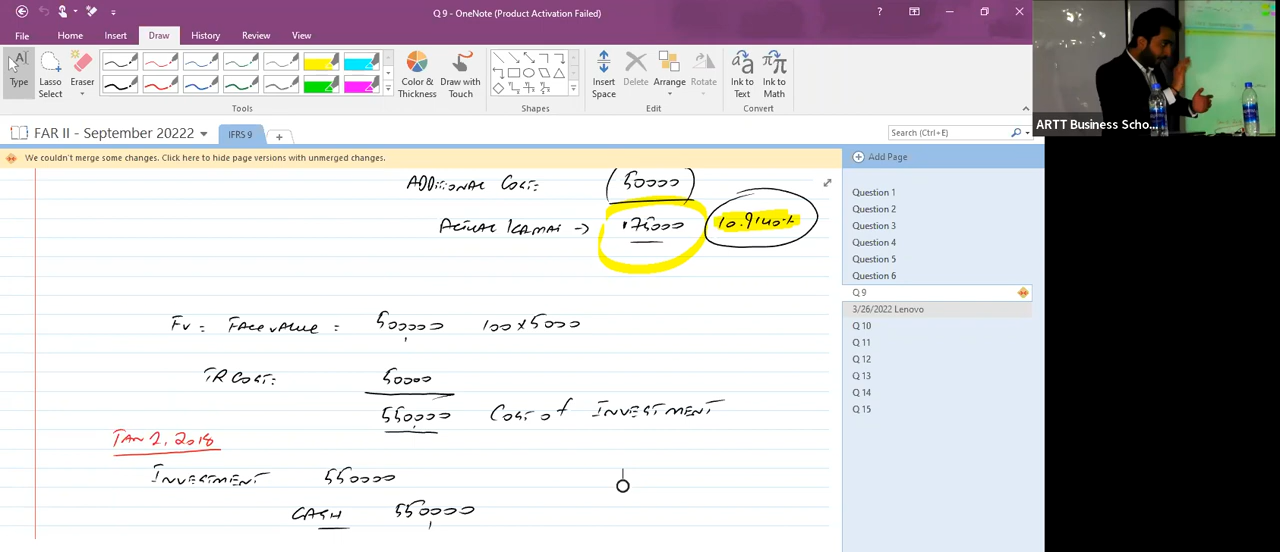 Q 9 - OneNote (Product Activation Failed)
File Home Insert Draw History Review View
Type
Lasso Select
Eraser
Color & Thickness
Draw with Touch
Insert Space
Delete
Arrange
Rotate
Ink to Text
Ink to Math
Tools
Shapes
Edit
Convert
ARTT Business Scho...
FAR II - September 20222
IFRS 9
Search (Ctrl+E)
We couldn't merge some changes. Click here to hide page versions with unmerged changes.
Add Page
Question 1
Question 2
Question 3
Question 4
Question 5
Question 6
Q 9
3/26/2022 Lenovo
Q 10
Q 11
Q 12
Q 13
Q 14
Q 15
ADDITIONAL COST: (50000)
ACTUAL KAMAI → 175000
FV = FACE VALUE = 500000 100 x 5000
TR COST: 50000
550,000 COST OF INVESTMENT
JAN 2, 2018
INVESTMENT 550000
CASH 550000